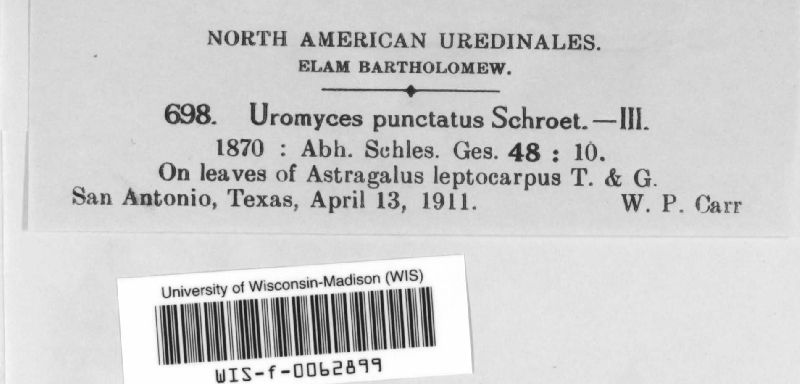 NORTH AMERICAN UREDINALES.
ELAM BARTHOLOMEW.
698. Uromyces punctatus Schroet.—III.
1870 : Abh. Schles. Ges. 48 : 10.
On leaves of Astragalus leptocarpus T. & G.
San Antonio, Texas, April 13, 1911. W. P. Carr
University of Wisconsin-Madison (WIS)
WIS-f-0062899